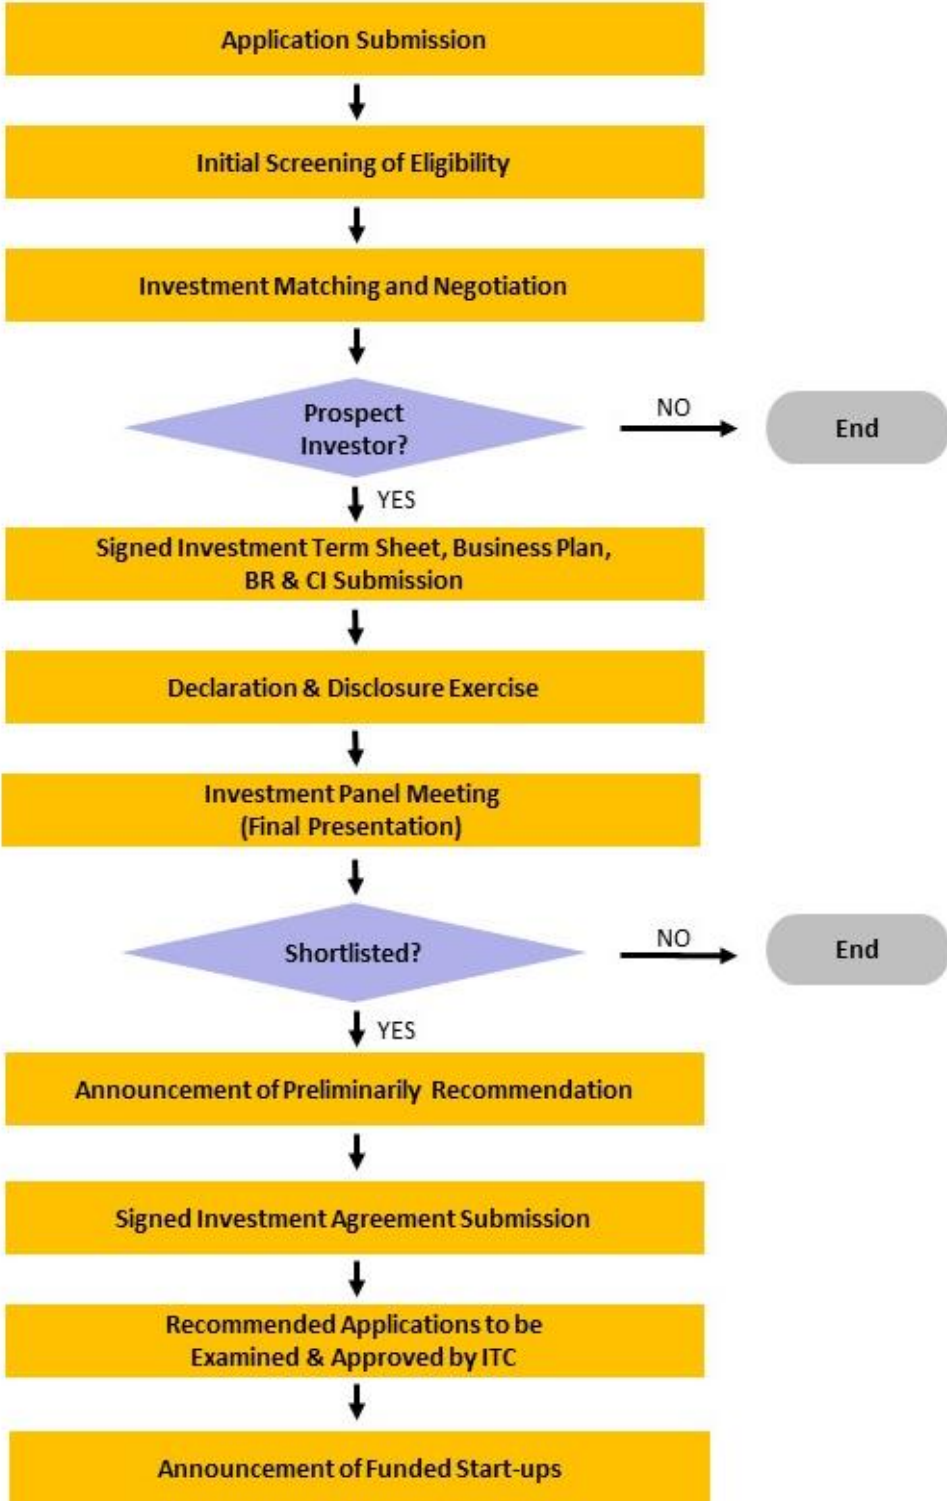 Application Submission
Initial Screening of Eligibility
Investment Matching and Negotiation
Prospect
Investor?
NO
End
YES
Signed Investment Term Sheet, Business Plan,
BR & CI Submission
Declaration & Disclosure Exercise
Investment Panel Meeting
(Final Presentation)
Shortlisted?
NO
End
YES
Announcement of Preliminarily Recommendation
Signed Investment Agreement Submission
Recommended Applications to be
Examined & Approved by ITC
Announcement of Funded Start-ups